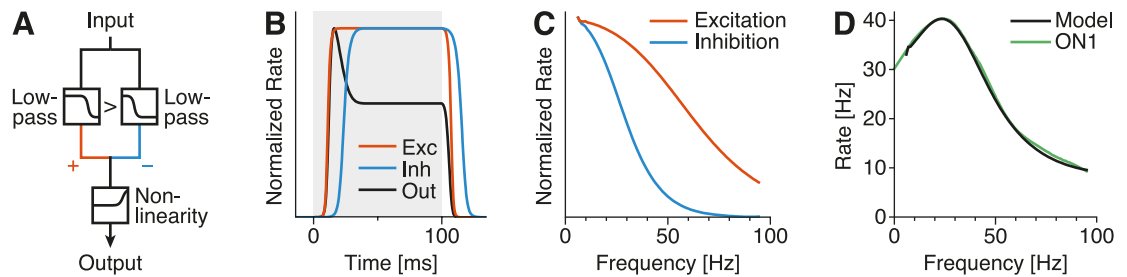 A
Input
Low-
pass
>
Low-
pass
+
−
Non-
linearity
Output
B
Normalized Rate
Exc
Inh
Out
0
100
Time [ms]
C
Normalized Rate
Excitation
Inhibition
0
50
100
Frequency [Hz]
D
Rate [Hz]
40
30
20
10
0
Model
ON1
0
50
100
Frequency [Hz]